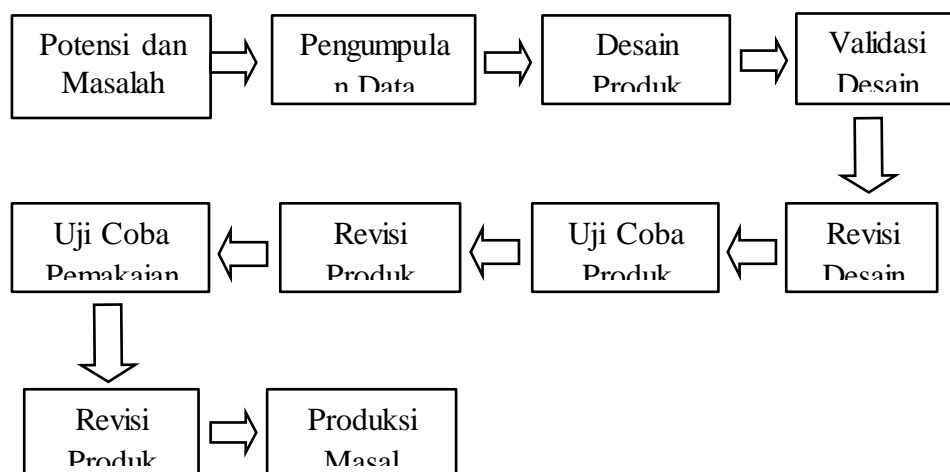 Potensi dan
Masalah
Pengumpula
n Data
Desain
Produk
Validasi
Desain
Uji Coba
Pemakaian
Revisi
Produk
Uji Coba
Produk
Revisi
Desain
Revisi
Produk
Produksi
Masal